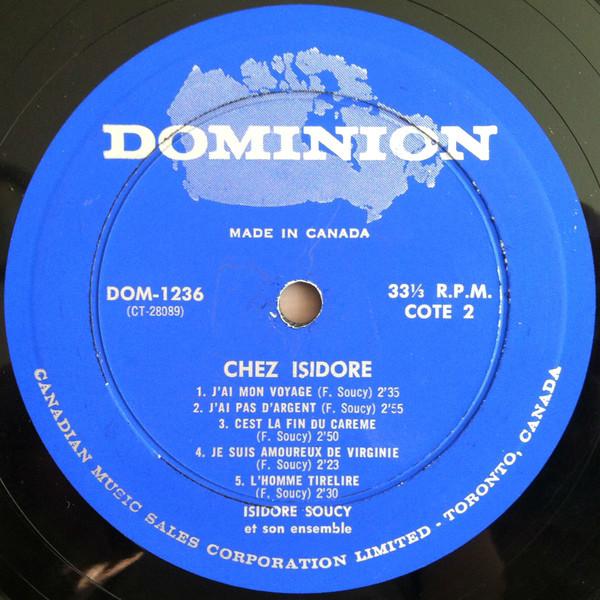 DOMINION
MADE IN CANADA
DOM-1236
(CT-28089)
33⅓ R.P.M.
COTE 2
CHEZ ISIDORE
1. J'AI MON VOYAGE (F. Soucy) 2'35
2. J'AI PAS D'ARGENT (F. Soucy) 2'55
3. CEST LA FIN DU CAREME
(F. Soucy) 2'50
4. JE SUIS AMOUREUX DE VIRGINIE
(F. Soucy) 2'23
5. L'HOMME TIRELIRE
(F. Soucy) 2'30
ISIDORE SOUCY
et son ensemble
CANADIAN MUSIC SALES CORPORATION LIMITED - TORONTO, CANADA